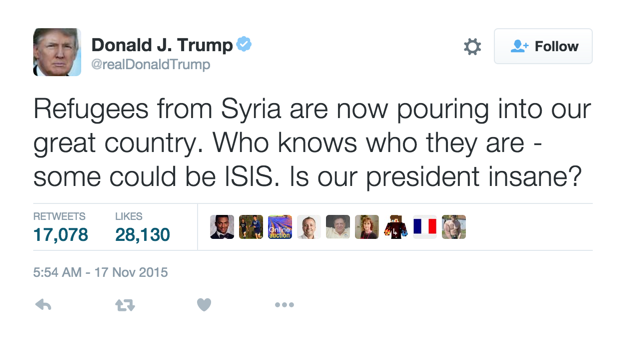 Donald J. Trump
@realDonaldTrump
Follow
Refugees from Syria are now pouring into our
great country. Who knows who they are -
some could be ISIS. Is our president insane?
RETWEETS LIKES
17,078 28,130
Online
auction
5:54 AM - 17 Nov 2015